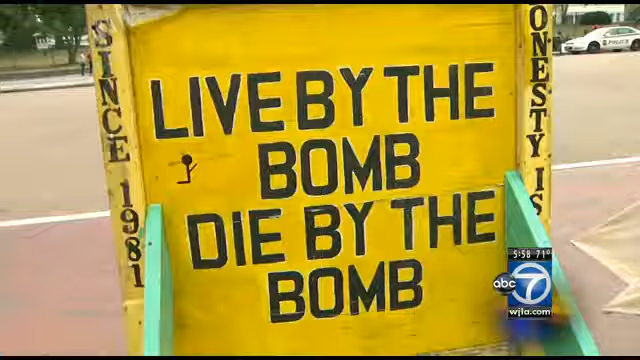 SINCE 1981
LIVE BY THE
BOMB
DIE BY THE
BOMB
HONESTY IS
POLICE
5:58 71°
abc 7
wjla.com